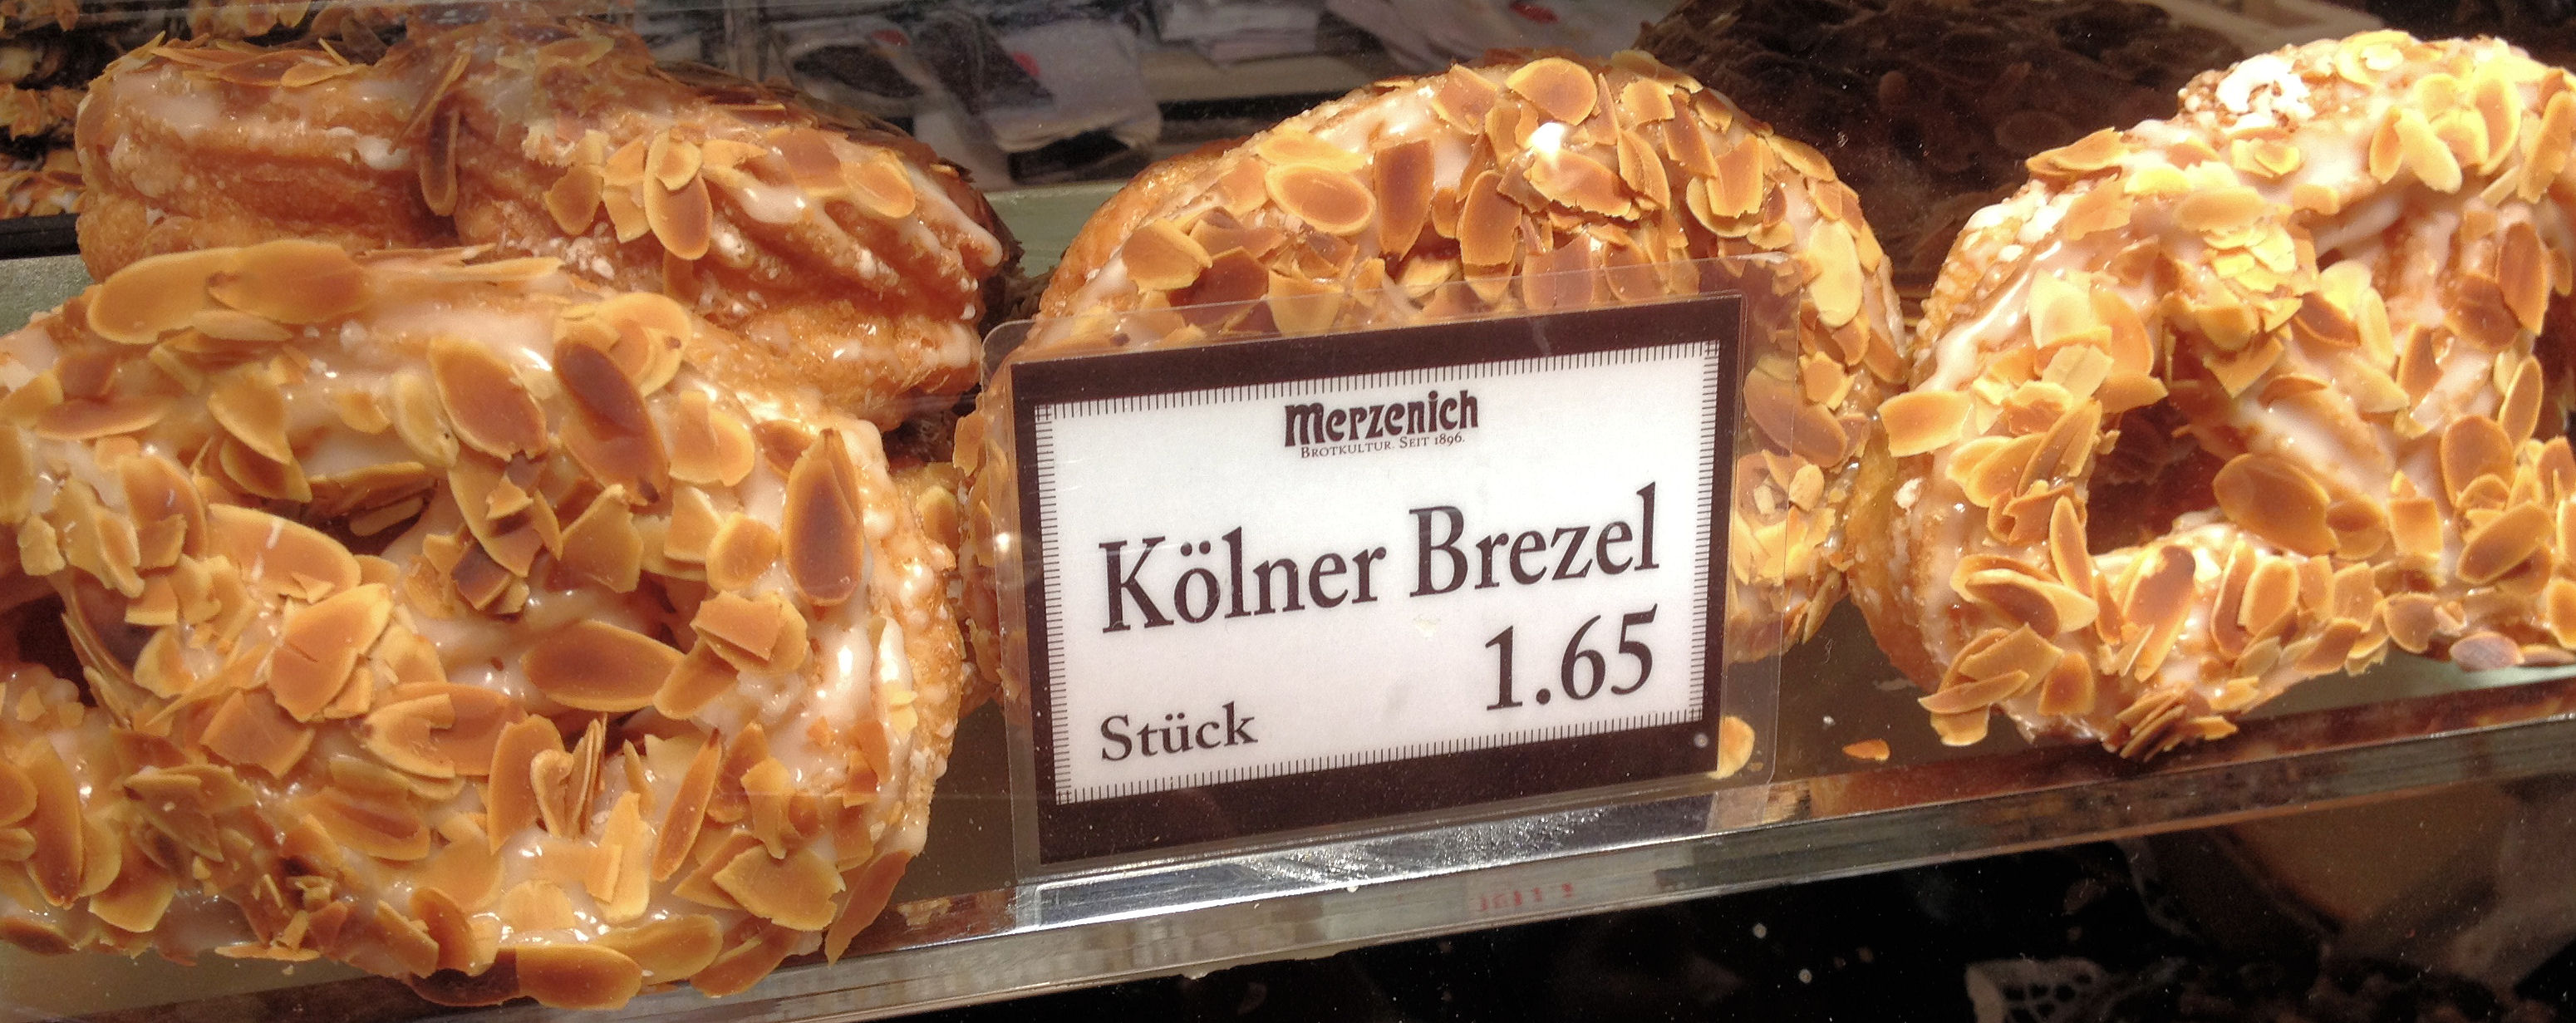 Merzenich
BROTKULTUR. SEIT 1896.
Kölner Brezel
1.65
Stück